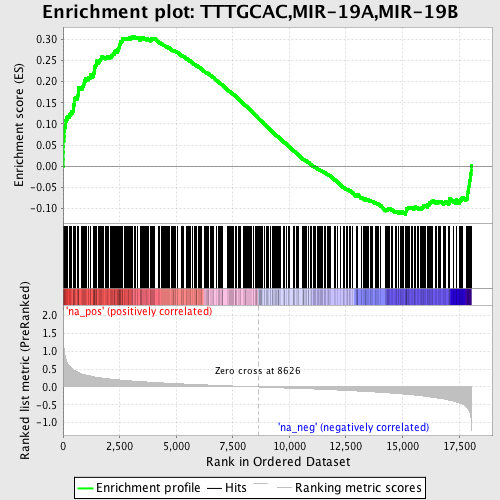 Enrichment plot: TTTGCAC,MIR-19A,MIR-19B
Enrichment score (ES)
0.30
0.25
0.20
0.15
0.10
0.05
0.00
-0.05
-0.10
'na_pos' (positively correlated)
Ranked list metric (PreRanked)
2.0
1.5
1.0
0.5
0.0
-0.5
-1.0
Zero cross at 8626
'na_neg' (negatively correlated)
0
2,500
5,000
7,500
10,000
12,500
15,000
17,500
Rank in Ordered Dataset
Enrichment profile
Hits
Ranking metric scores